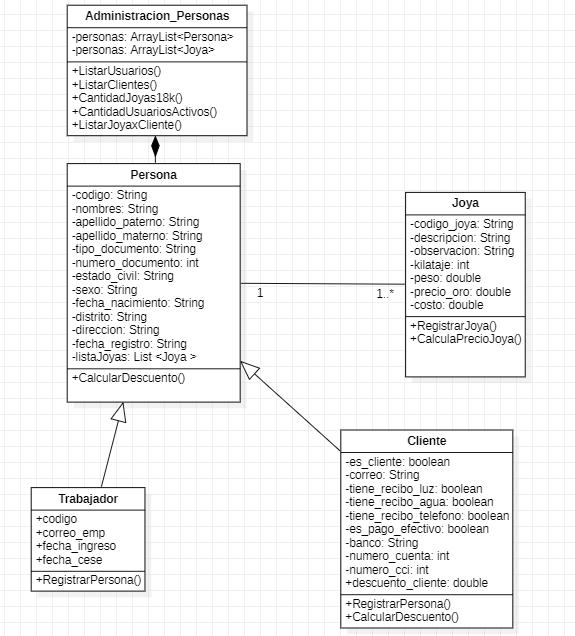 Administracion_Personas
-personas: ArrayList<Persona>
-personas: ArrayList<Joya>
+ListarUsuarios()
+ListarClientes()
+CantidadJoyas18k()
+CantidadUsuariosActivos()
+ListarJoyaxCliente()
Persona
-codigo: String
-nombres: String
-apellido_paterno: String
-apellido_materno: String
-tipo_documento: String
-numero_documento: int
-estado_civil: String
-sexo: String
-fecha_nacimiento: String
-distrito: String
-direccion: String
-fecha_registro: String
-listaJoyas: List <Joya >
+CalcularDescuento()
1
1..*
Joya
-codigo_joya: String
-descripcion: String
-observacion: String
-kilataje: int
-peso: double
-precio_oro: double
-costo: double
+RegistrarJoya()
+CalculaPrecioJoya()
Trabajador
+codigo
+correo_emp
+fecha_ingreso
+fecha_cese
+RegistrarPersona()
Cliente
-es_cliente: boolean
-correo: String
-tiene_recibo_luz: boolean
-tiene_recibo_agua: boolean
-tiene_recibo_telefono: boolean
-es_pago_efectivo: boolean
-banco: String
-numero_cuenta: int
-numero_cci: int
+descuento_cliente: double
+RegistrarPersona()
+CalcularDescuento()